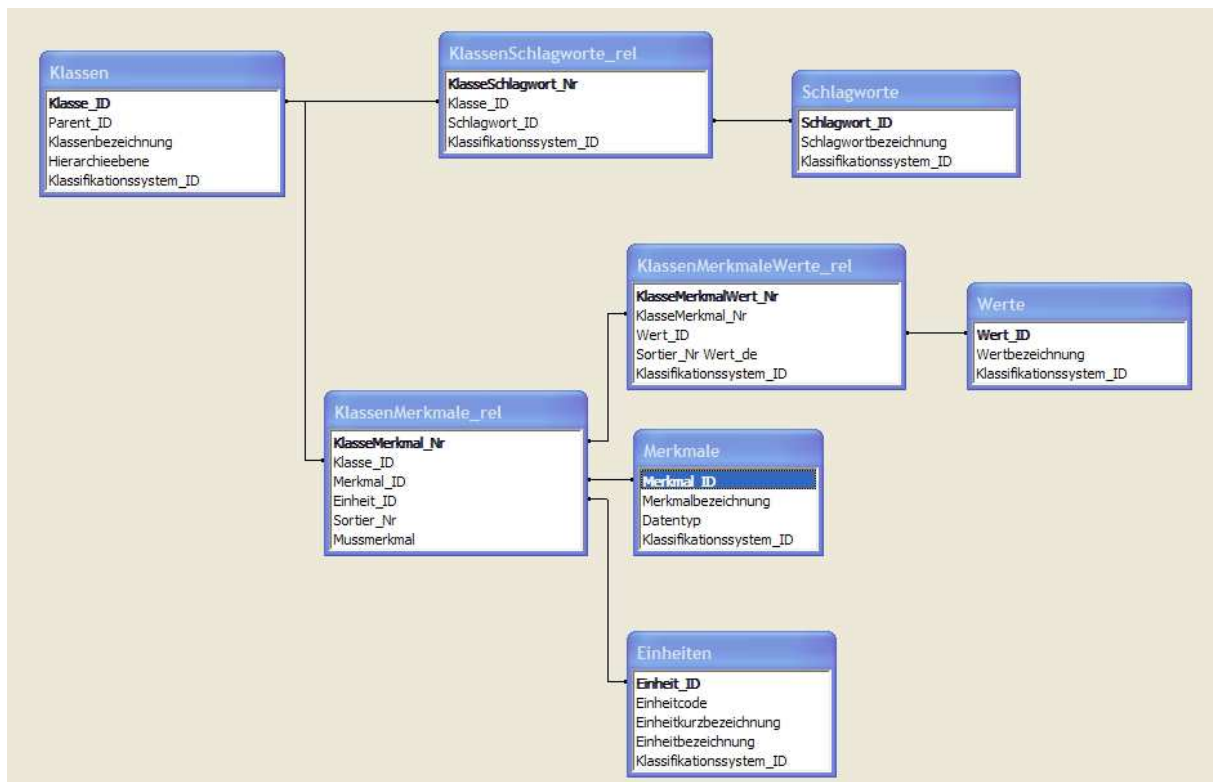 Klassen
Klasse_ID
Parent_ID
Klassenbezeichnung
Hierarchieebene
Klassifikationssystem_ID
KlassenSchlagworte_rel
KlasseSchlagwort_Nr
Klasse_ID
Schlagwort_ID
Klassifikationssystem_ID
Schlagworte
Schlagwort_ID
Schlagwortbezeichnung
Klassifikationssystem_ID
KlassenMerkmaleWerte_rel
KlasseMerkmalWert_Nr
KlasseMerkmal_Nr
Wert_ID
Sortier_Nr Wert_de
Klassifikationssystem_ID
Werte
Wert_ID
Wertbezeichnung
Klassifikationssystem_ID
KlassenMerkmale_rel
KlasseMerkmal_Nr
Klasse_ID
Merkmal_ID
Einheit_ID
Sortier_Nr
Mussmerkmal
Merkmale
Merkmal_ID
Merkmalbezeichnung
Datentyp
Klassifikationssystem_ID
Einheiten
Einheit_ID
Einheitcode
Einheitkurzbezeichnung
Einheitbezeichnung
Klassifikationssystem_ID